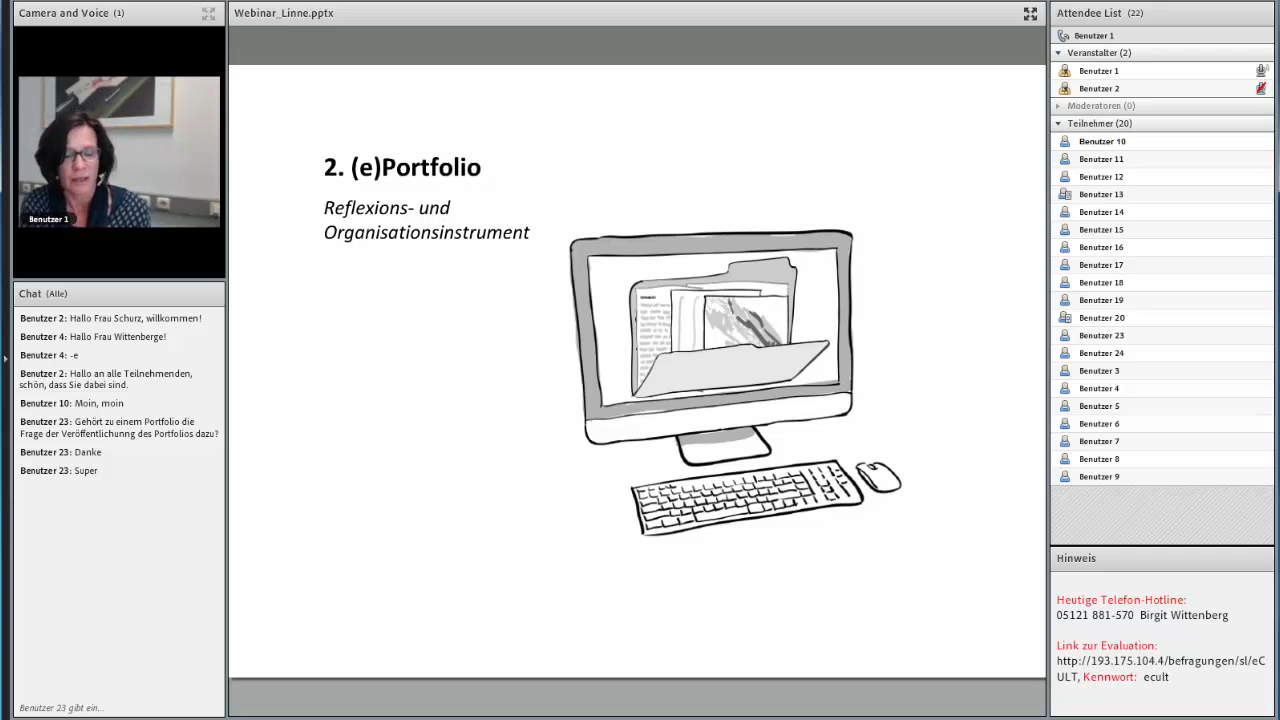 Camera and Voice (1)
Benutzer 1
Chat (Alle)
Benutzer 2: Hallo Frau Schurz, willkommen!
Benutzer 4: Hallo Frau Wittenberge!
Benutzer 4: -e
Benutzer 2: Hallo an alle Teilnehmenden,
schön, dass Sie dabei sind.
Benutzer 10: Moin, moin
Benutzer 23: Gehört zu einem Portfolio die
Frage der Veröffentlichunng des Portfolios dazu?
Benutzer 23: Danke
Benutzer 23: Super
Benutzer 23 gibt ein...
Webinar_Linne.pptx
2. (e)Portfolio
Reflexions- und
Organisationsinstrument
Attendee List (22)
Benutzer 1
Veranstalter (2)
Benutzer 1
Benutzer 2
Moderatoren (0)
Teilnehmer (20)
Benutzer 10
Benutzer 11
Benutzer 12
Benutzer 13
Benutzer 14
Benutzer 15
Benutzer 16
Benutzer 17
Benutzer 18
Benutzer 19
Benutzer 20
Benutzer 23
Benutzer 24
Benutzer 3
Benutzer 4
Benutzer 5
Benutzer 6
Benutzer 7
Benutzer 8
Benutzer 9
Hinweis
Heutige Telefon-Hotline:
05121 881-570 Birgit Wittenberg
Link zur Evaluation:
http://193.175.104.4/befragungen/sl/eC
ULT, Kennwort: ecult